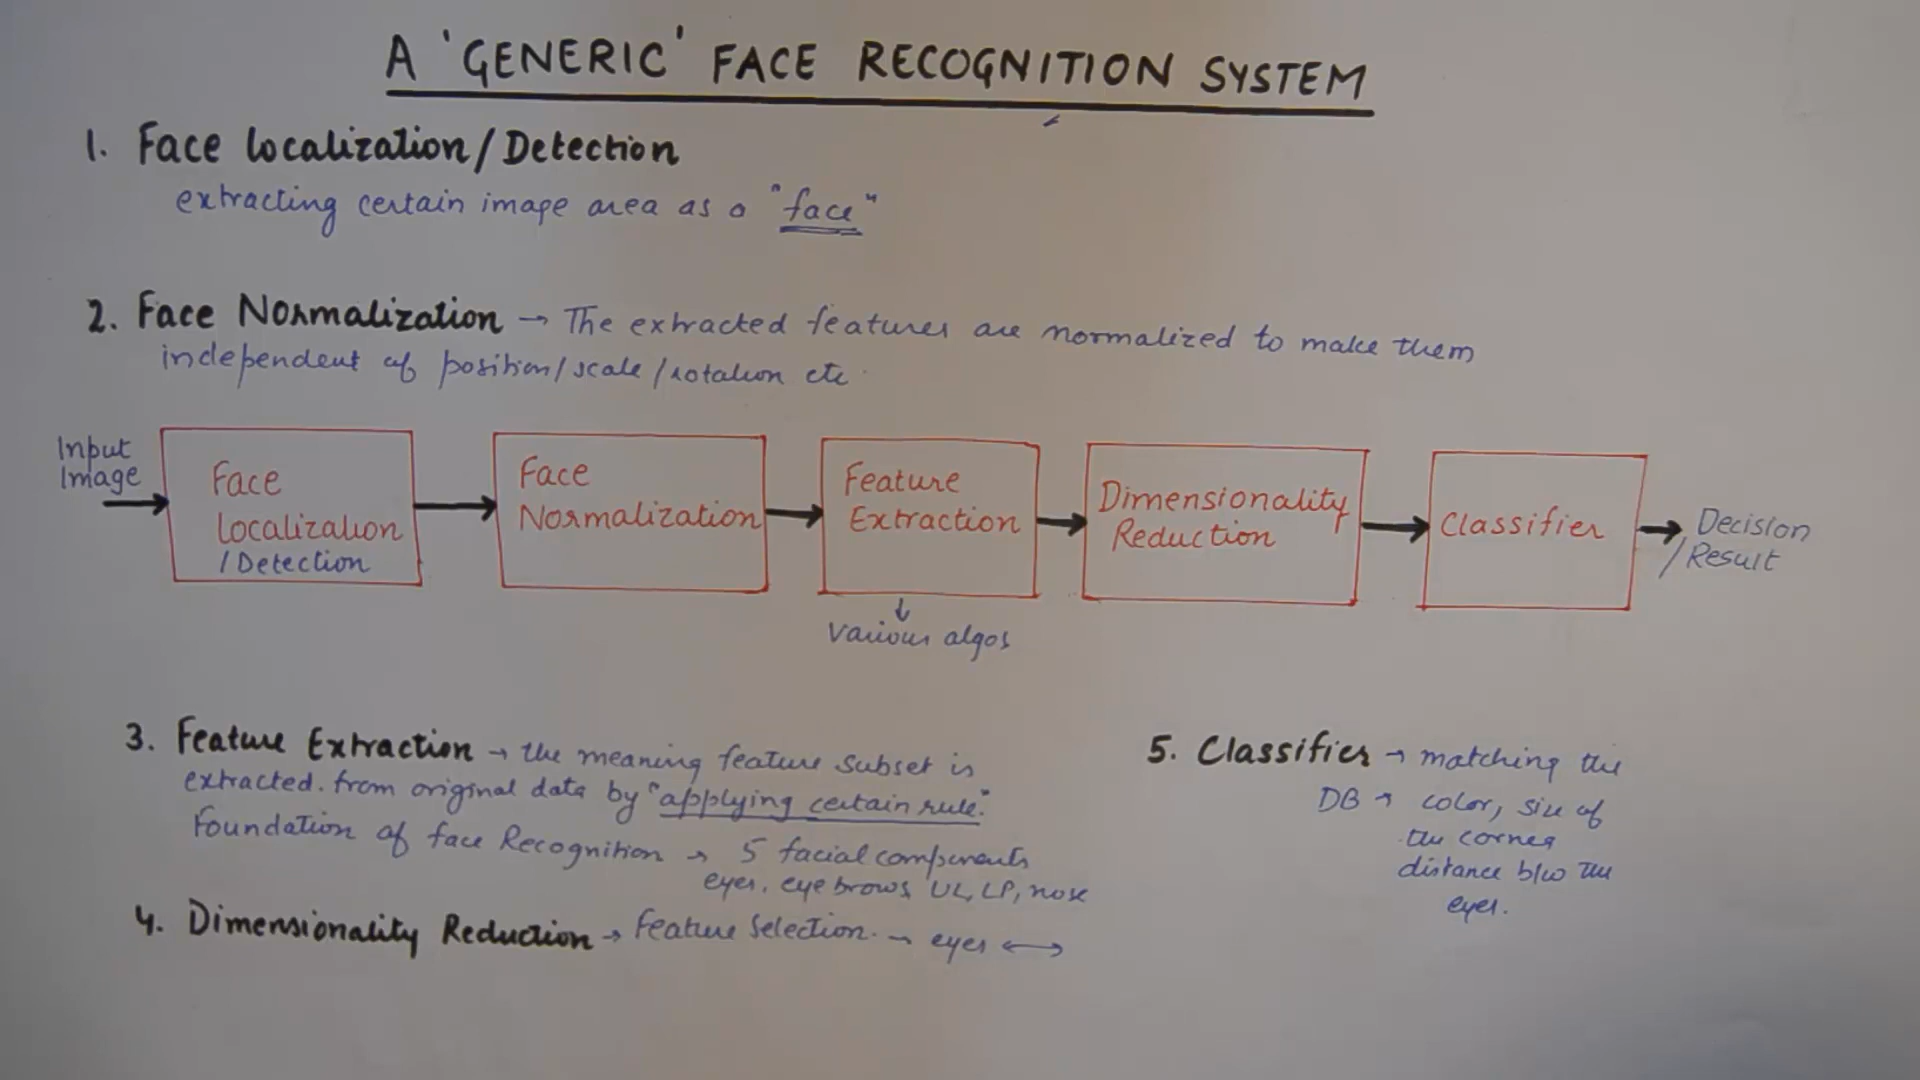 A 'GENERIC' FACE RECOGNITION SYSTEM
1. Face Localization/Detection
extracting certain image area as a "face"
2. Face Normalization → The extracted features are normalized to make them
independent of position/scale/rotation etc.
Input
Image
Face
Localization
/Detection
Face
Normalization
Feature
Extraction
Various algos
Dimensionality
Reduction
Classifier
Decision
/Result
3. Feature Extraction → the meaning feature subset is
extracted from original data by "applying certain rule."
Foundation of face Recognition → 5 facial components
eyes, eyebrows UL, LP, nose
4. Dimensionality Reduction → Feature Selection. → eyes ↔
5. Classifier → matching the
DB → color, size of
the cornea
distance b/w the
eyes.